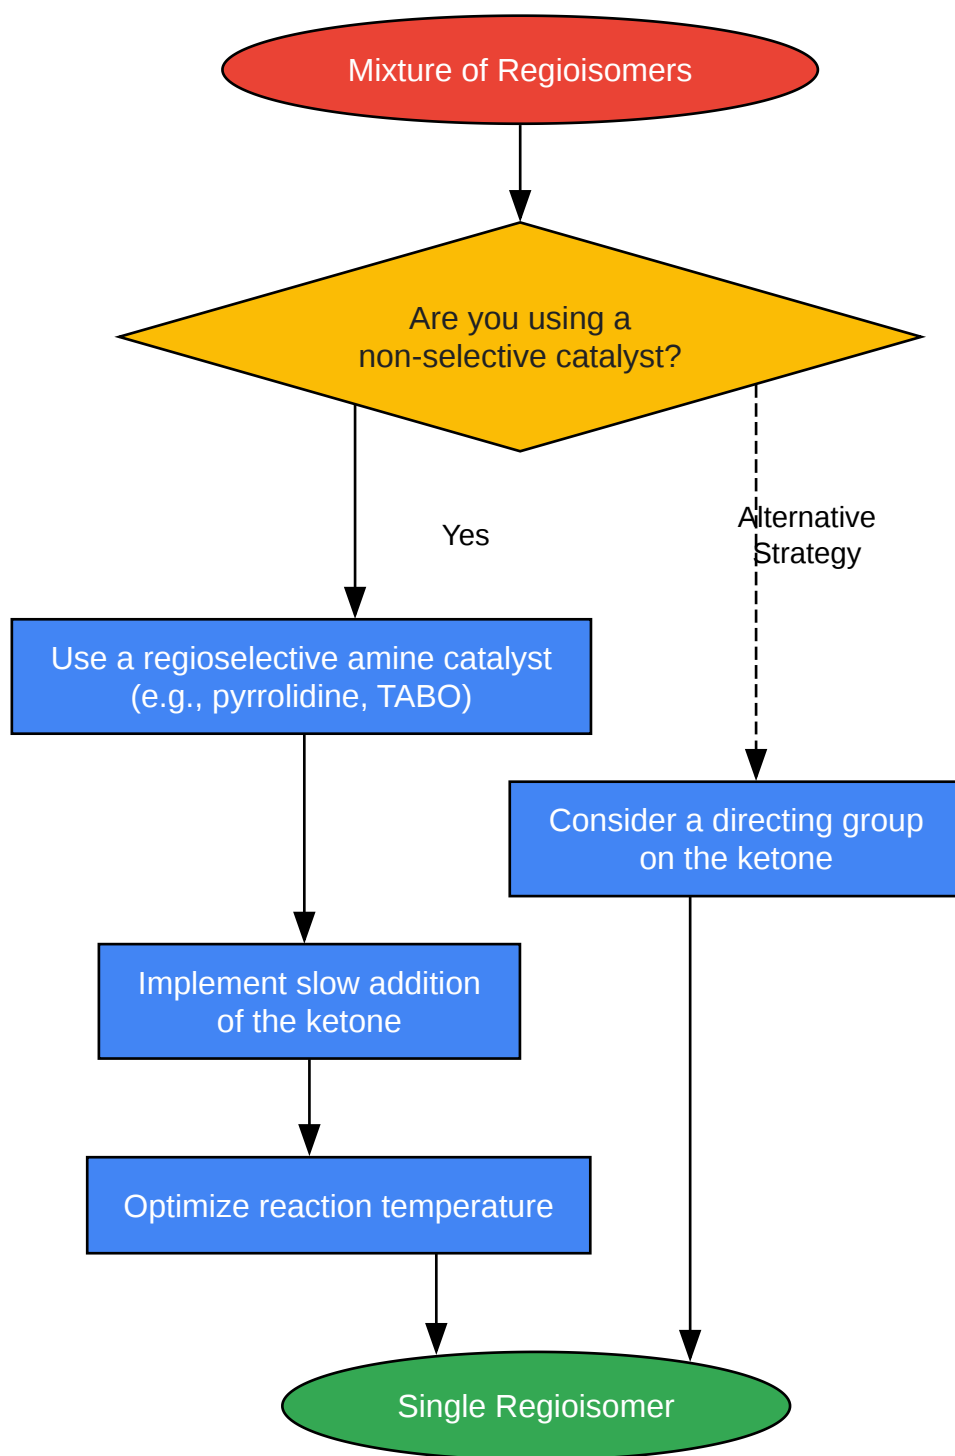 Mixture of Regioisomers
Are you using a
non-selective catalyst?
Yes
Alternative
Strategy
Use a regioselective amine catalyst
(e.g., pyrrolidine, TABO)
Consider a directing group
on the ketone
Implement slow addition
of the ketone
Optimize reaction temperature
Single Regioisomer